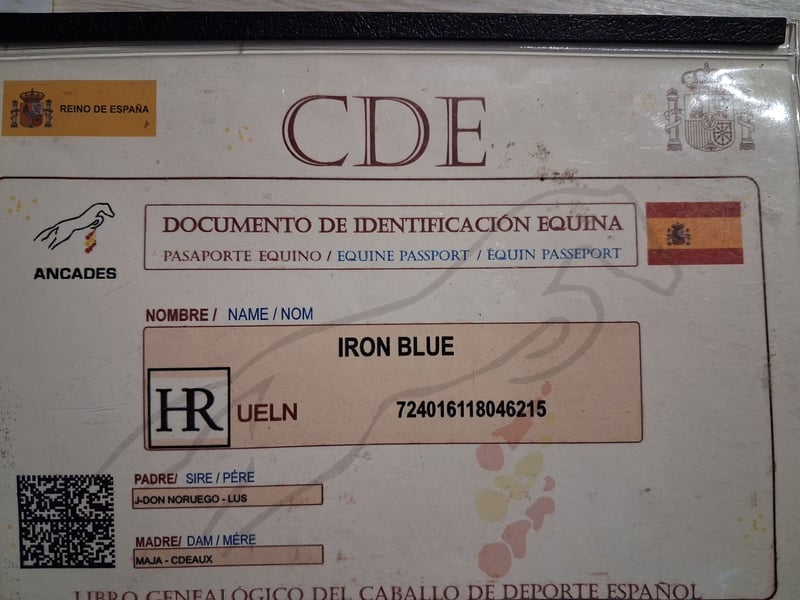 REINO DE ESPAÑA
CDE
ANCADES
DOCUMENTO DE IDENTIFICACIÓN EQUINA
PASAPORTE EQUINO / EQUINE PASSPORT / ÉQUIN PASSEPORT
NOMBRE / NAME / NOM
IRON BLUE
HR UELN 724016118046215
PADRE/ SIRE / PÉRE
J-DON NORUEGO - LUS
MADRE/ DAM / MÉRE
MAJA - CDEAUX
LIBRO GENEALÓGICO DEL CABALLO DE DEPORTE ESPAÑOL